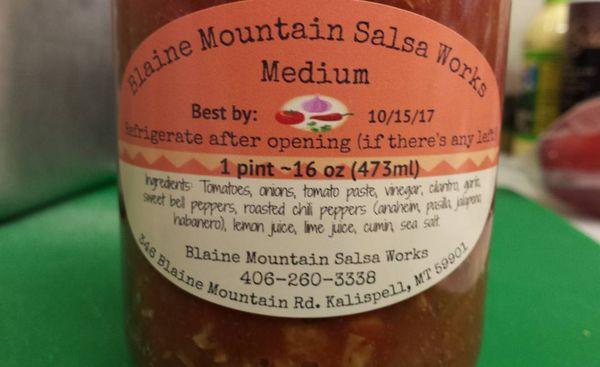 Blaine Mountain Salsa Works
Medium
Best by: 10/15/17
Refrigerate after opening (if there's any left)
1 pint ~16 oz (473ml)
Ingredients: Tomatoes, onions, tomato paste, vinegar, cilantro, garlic,
sweet bell peppers, roasted chili peppers (anaheim, pasilla, jalapeno,
habanero), lemon juice, lime juice, cumin, sea salt.
Blaine Mountain Salsa Works
406-260-3338
346 Blaine Mountain Rd. Kalispell, MT 59901